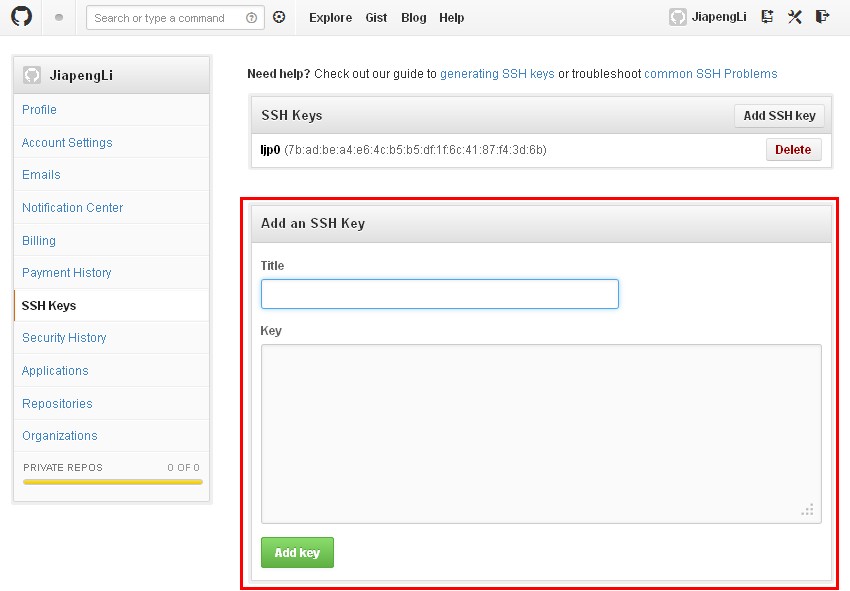 Search or type a command
Explore Gist Blog Help
JiapengLi
JiapengLi
Profile
Account Settings
Emails
Notification Center
Billing
Payment History
SSH Keys
Security History
Applications
Repositories
Organizations
PRIVATE REPOS 0 OF 0
Need help? Check out our guide to generating SSH keys or troubleshoot common SSH Problems
SSH Keys Add SSH key
ljp0 (7b:ad:be:a4:e6:4c:b5:b5:df:1f:6c:41:87:f4:3d:6b) Delete
Add an SSH Key
Title
Key
Add key